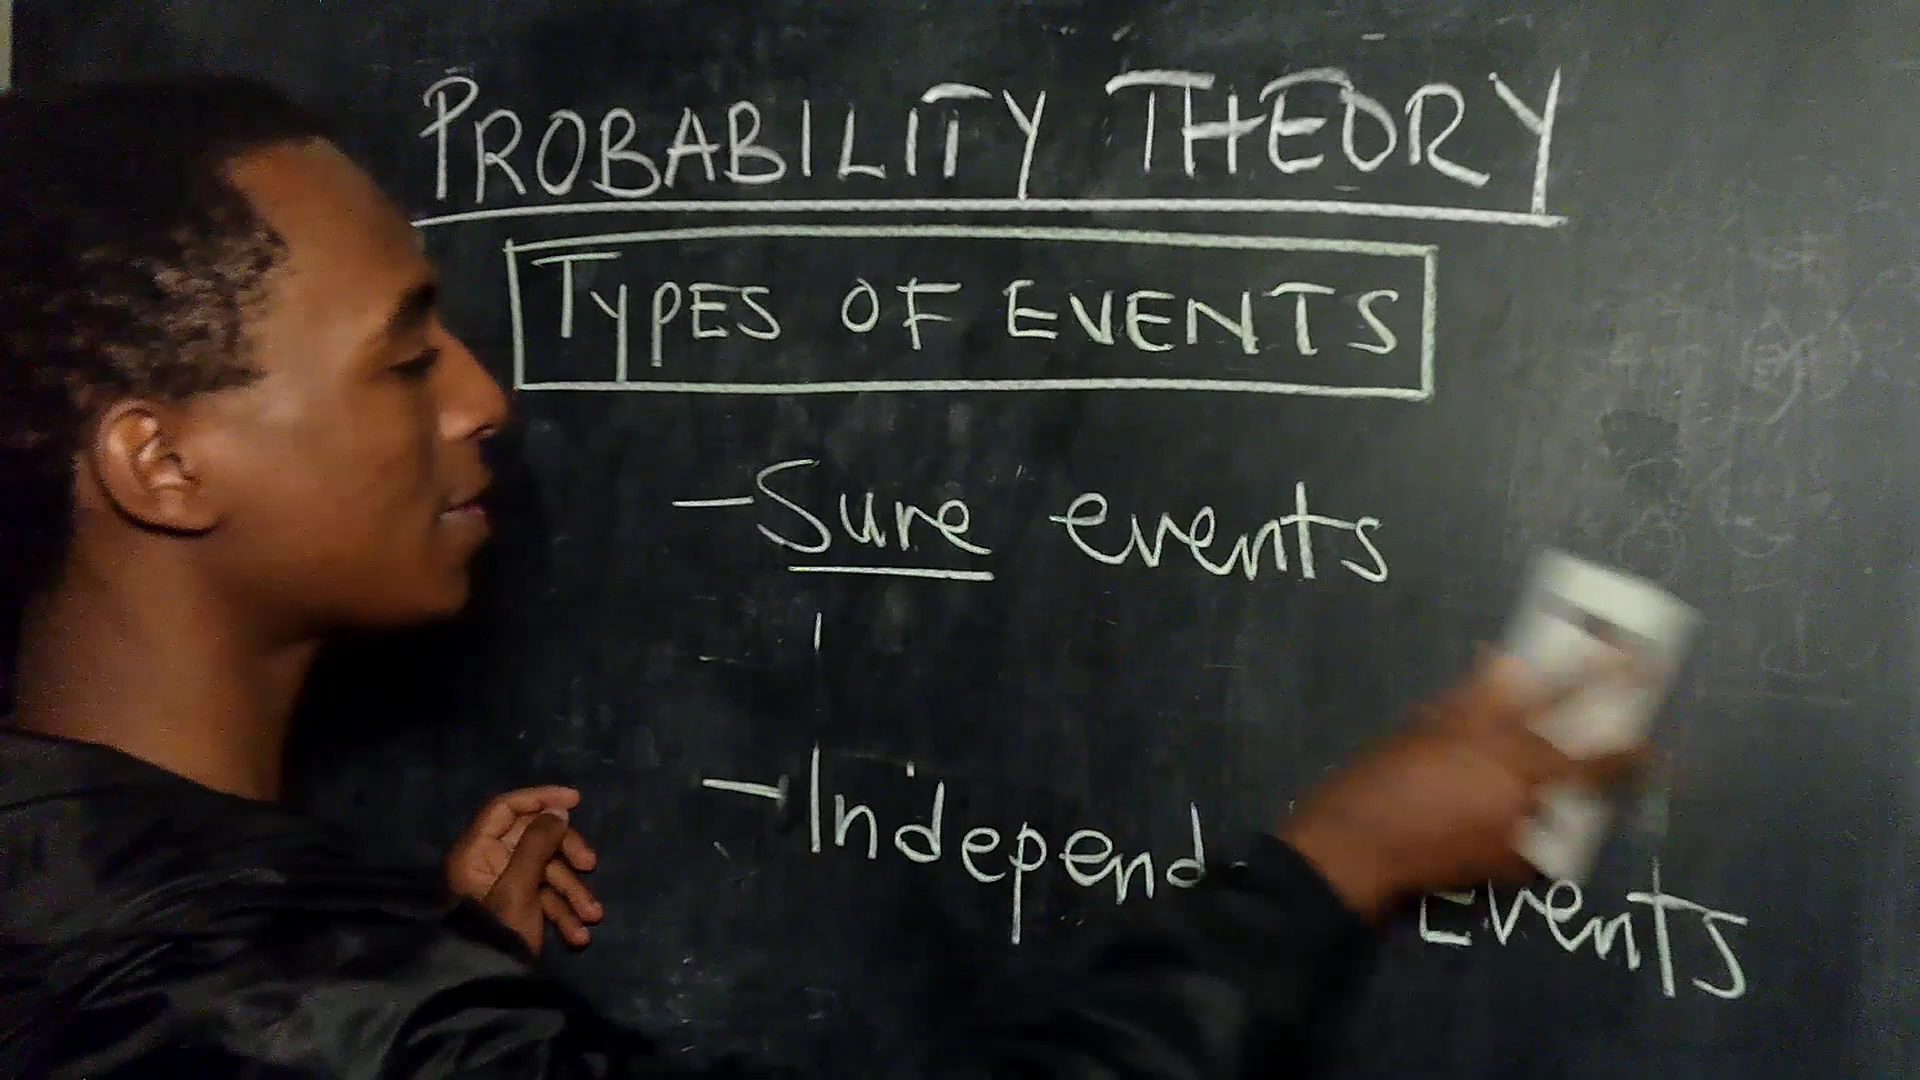 PROBABILITY THEORY
TYPES OF EVENTS
- Sure events
- Independ Events